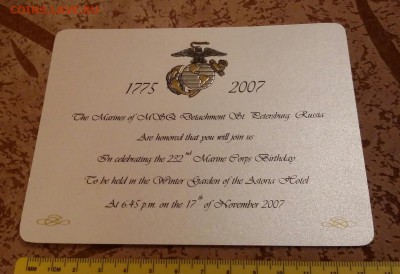 1775 2007
The Marines of MSB Detachment St. Petersburg, Russia
Are honored that you will join us
In celebrating the 232nd Marine Corps Birthday
To be held in the Winter Garden of the Astoria Hotel
At 6.45 p.m. on the 17th of November 2007